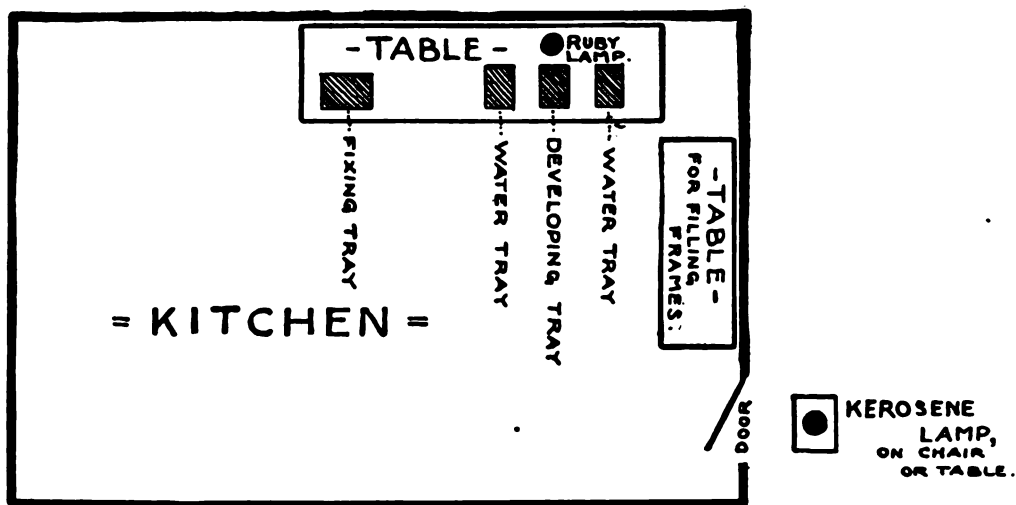 -TABLE-
RUBY
LAMP.
FIXING TRAY
WATER TRAY
DEVELOPING TRAY
WATER TRAY
-TABLE-
FOR FILLING
FRAMES.
= KITCHEN =
DOOR
KEROSENE
LAMP,
ON CHAIR
OR TABLE.